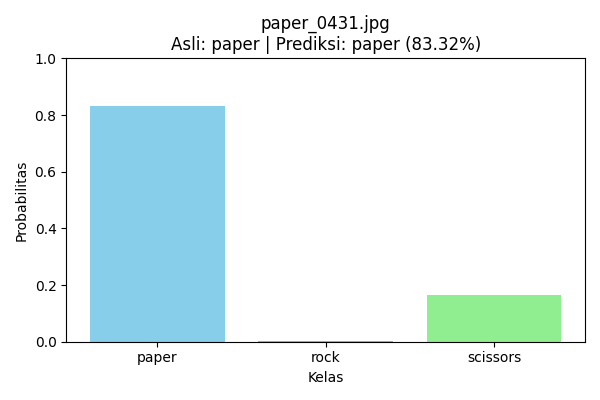 paper_0431.jpg
Asli: paper | Prediksi: paper (83.32%)
1.0
0.8
0.6
0.4
0.2
0.0
Probabilitas
paper rock scissors
Kelas